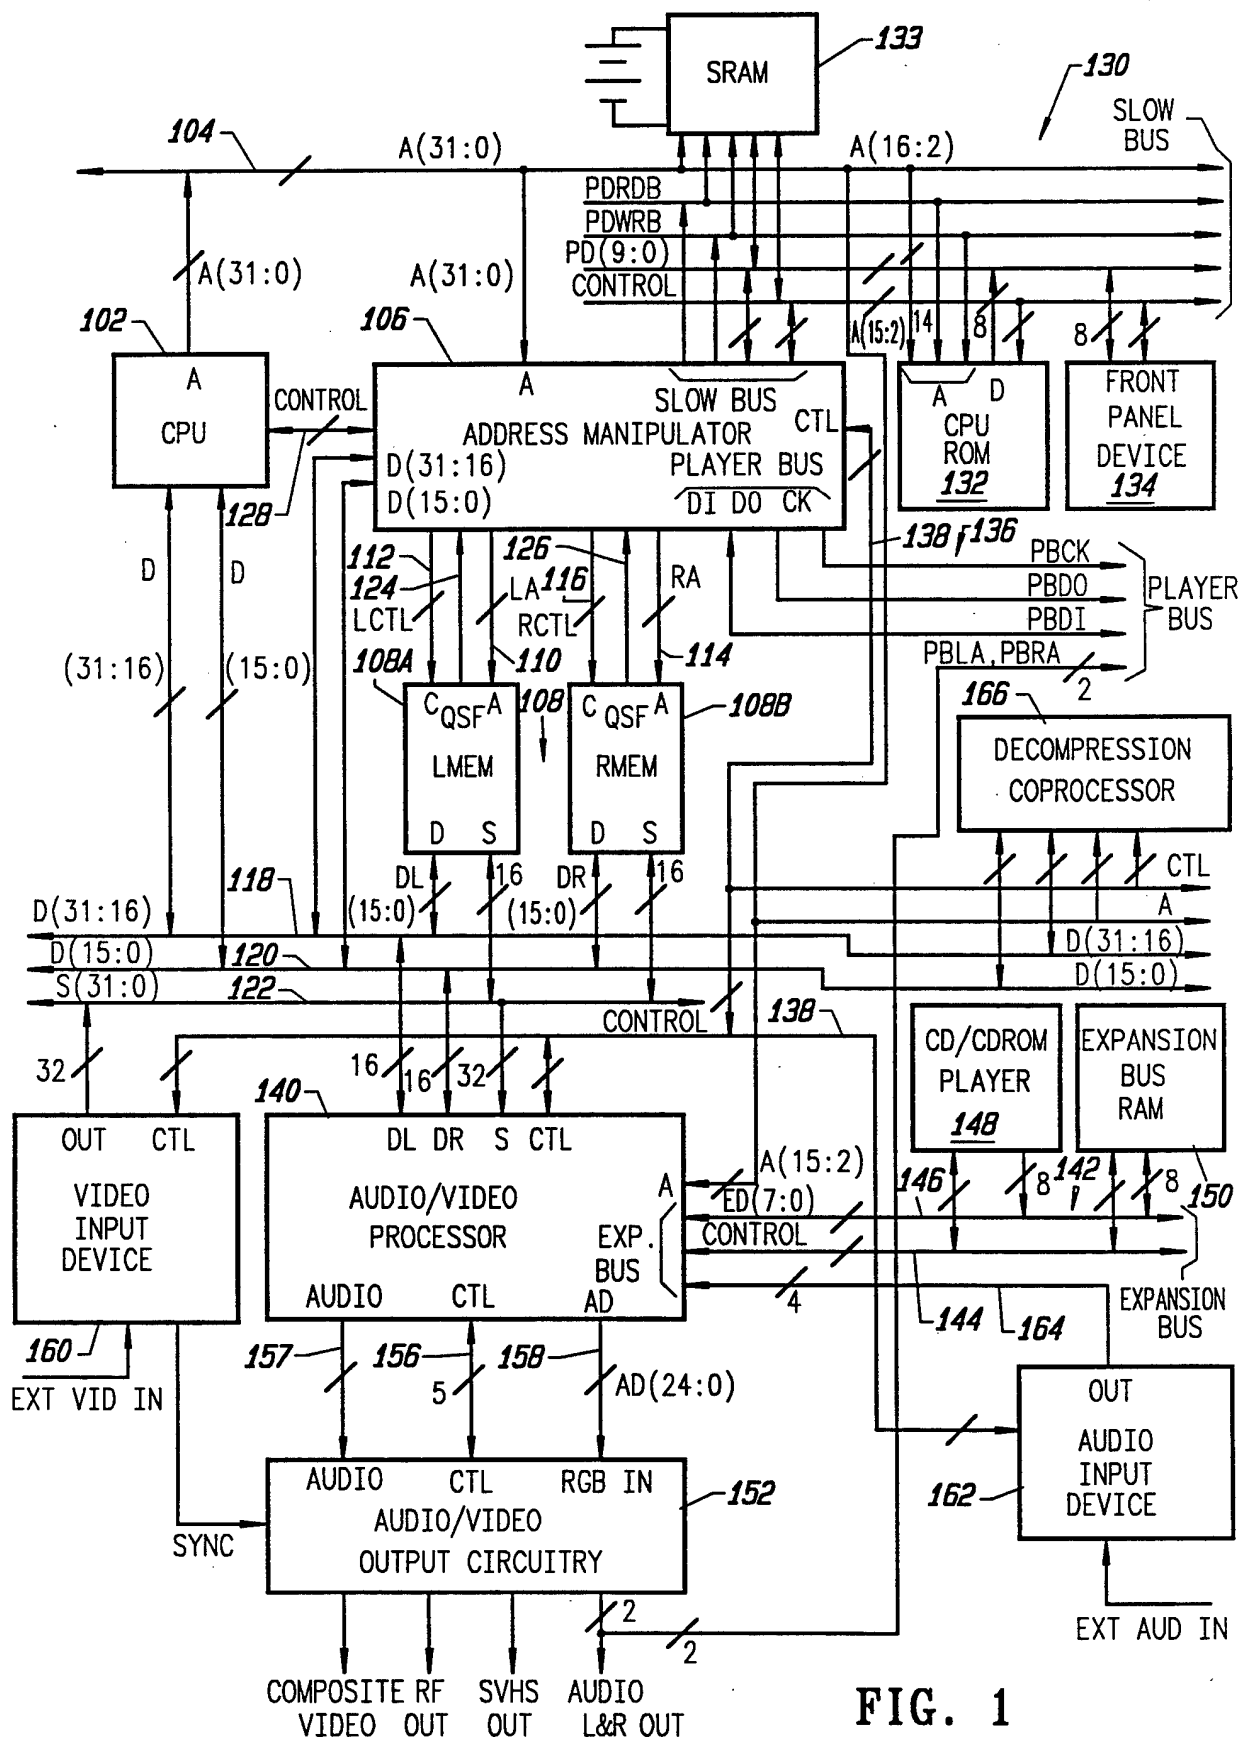 133
SRAM
130
SLOW
BUS
104
A(31:0)
A(16:2)
PDRDB
PDWRB
PD(9:0)
CONTROL
A(31:0)
A(31:0)
102
106
A(15:2)
14
8
8
A
CPU
CONTROL
128
A
SLOW BUS
CTL
ADDRESS MANIPULATOR
D(31:16)
PLAYER BUS
D(15:0)
DI DO CK
A
D
CPU
ROM
132
FRONT
PANEL
DEVICE
134
D
D
112
124
126
116
LA
RA
LCTL
RCTL
110
114
138
136
PBCK
PBDO
PBDI
PBLA, PBRA
2
PLAYER
BUS
(31:16)
(15:0)
108A
108
108B
C QSF A
LMEM
D S
C QSF A
RMEM
D S
166
DECOMPRESSION
COPROCESSOR
DL
(15:0)
16
DR
(15:0)
16
CTL
A
D(31:16)
D(15:0)
118
D(31:16)
D(15:0)
120
S(31:0)
122
CONTROL
138
32
16
16
32
140
CD/CDROM
PLAYER
148
EXPANSION
BUS
RAM
OUT CTL
VIDEO
INPUT
DEVICE
DL DR S CTL
AUDIO/VIDEO
PROCESSOR
A
EXP.
BUS
AUDIO
CTL
AD
A(15:2)
ED(7:0)
CONTROL
146
8
142
8
150
4
144
164
EXPANSION
BUS
160
EXT VID IN
157
156
158
5
AD(24:0)
OUT
AUDIO
INPUT
DEVICE
162
AUDIO
CTL
RGB IN
AUDIO/VIDEO
OUTPUT CIRCUITRY
152
SYNC
2
2
EXT AUD IN
COMPOSITE
VIDEO
RF
OUT
SVHS
OUT
AUDIO
L&R OUT
FIG. 1